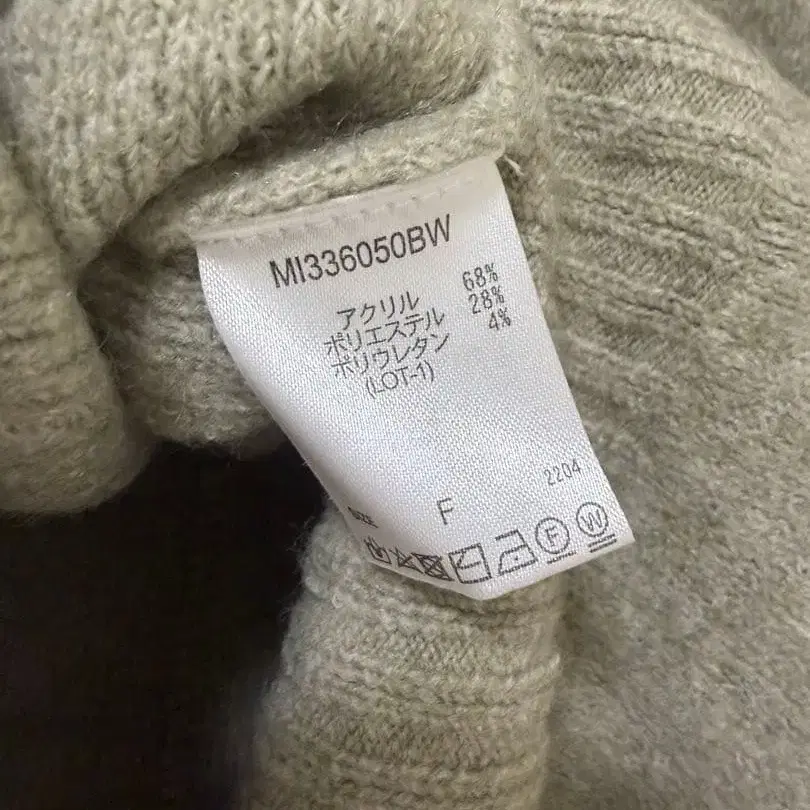 MI336050BW
アクリル 68%
ポリエステル 28%
ポリウレタン 4%
(LOT-1)
2204
SIZE F
F W